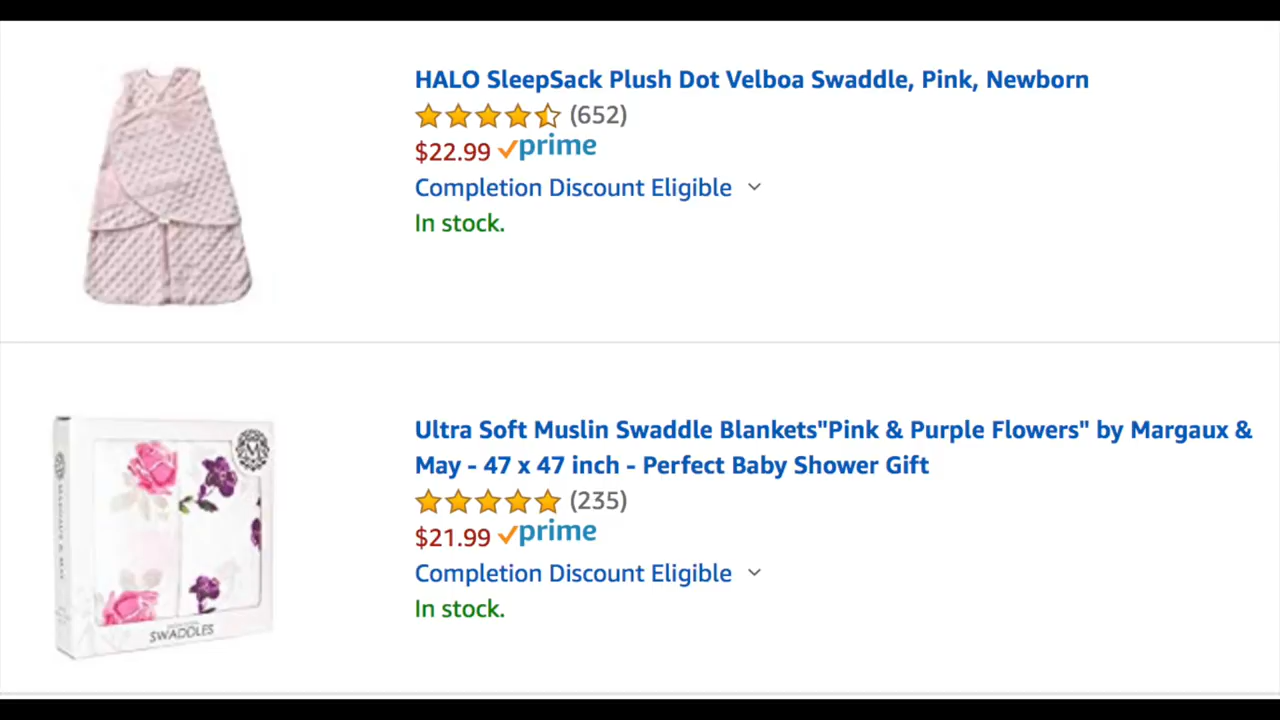 HALO SleepSack Plush Dot Velboa Swaddle, Pink, Newborn
(652)
$22.99 prime
Completion Discount Eligible
In stock.
Ultra Soft Muslin Swaddle Blankets"Pink & Purple Flowers" by Margaux &
May - 47 x 47 inch - Perfect Baby Shower Gift
(235)
$21.99 prime
Completion Discount Eligible
In stock.
M
MARGAUX & MAY
SWADDLES